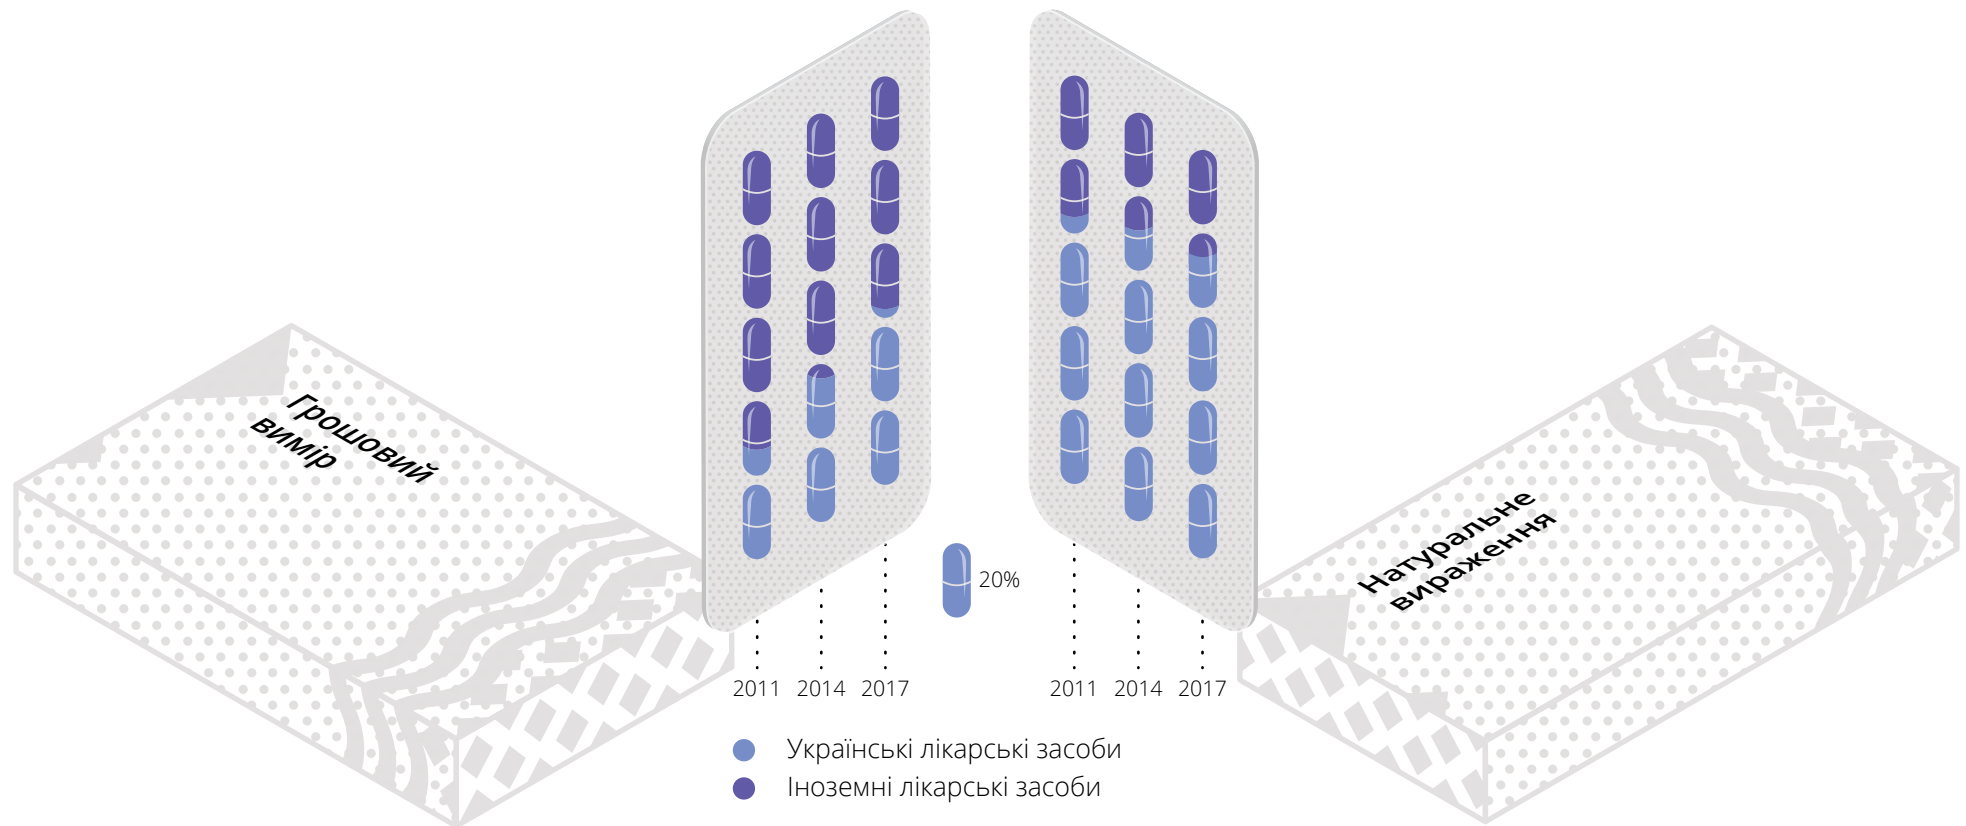 Грошовий
вимір
Натуральне
вираження
20%
2011 2014 2017
2011 2014 2017
Українські лікарські засоби
Іноземні лікарські засоби